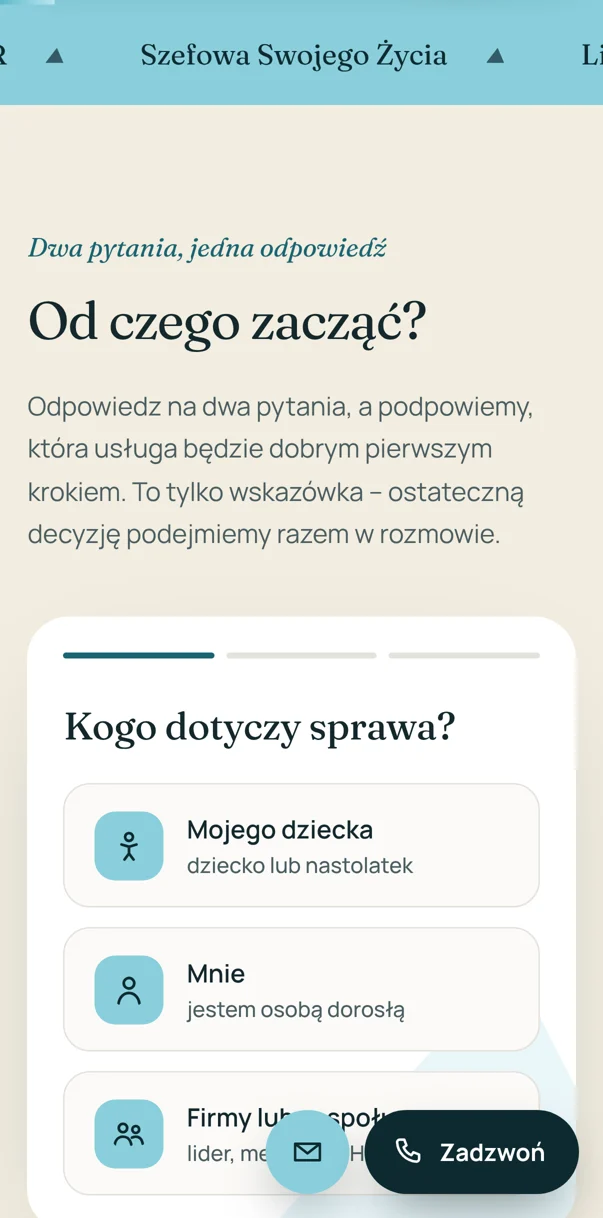 Szefowa Swojego Życia
Dwa pytania, jedna odpowiedź
Od czego zacząć?
Odpowiedz na dwa pytania, a podpowiemy,
która usługa będzie dobrym pierwszym
krokiem. To tylko wskazówka – ostateczną
decyzję podejmiemy razem w rozmowie.
Kogo dotyczy sprawa?
Mojego dziecka
dziecko lub nastolatek
Mnie
jestem osobą dorosłą
Firmy
lider,
Zadzwoń